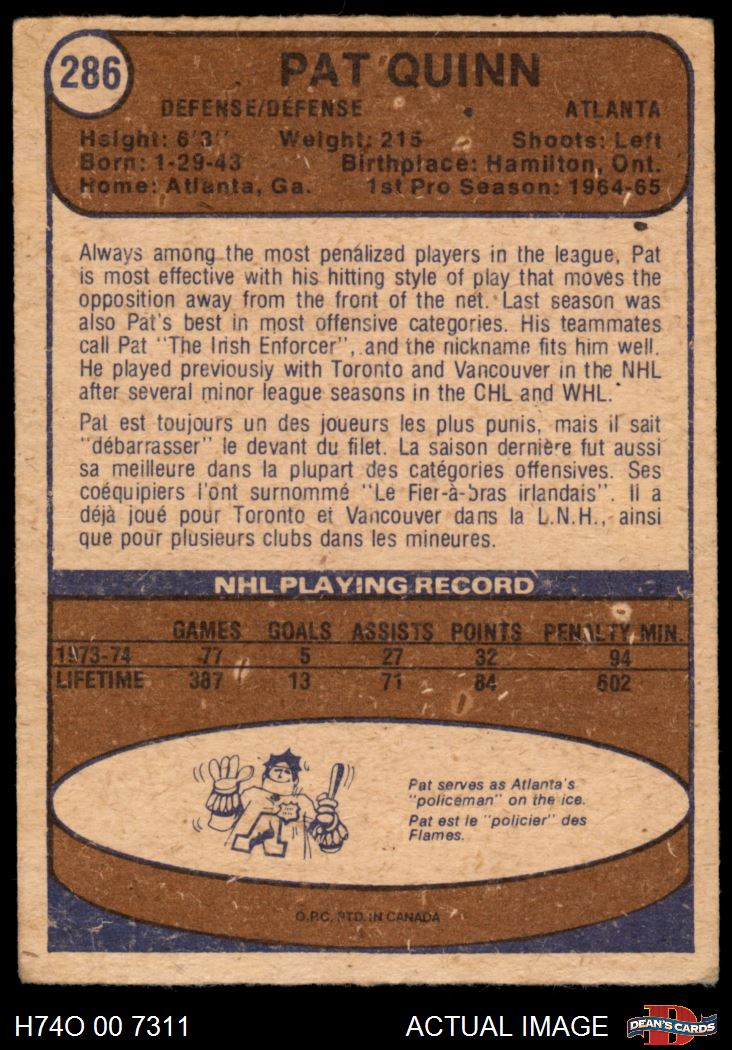 286
PAT QUINN
DEFENSE/DÉFENSE ATLANTA
Height: 6'3" Weight: 215 Shoots: Left
Born: 1-29-43 Birthplace: Hamilton, Ont.
Home: Atlanta, Ga. 1st Pro Season: 1964-65
Always among the most penalized players in the league, Pat
is most effective with his hitting style of play that moves the
opposition away from the front of the net. Last season was
also Pat's best in most offensive categories. His teammates
call Pat "The Irish Enforcer", and the nickname fits him well.
He played previously with Toronto and Vancouver in the NHL
after several minor league seasons in the CHL and WHL.
Pat est toujours un des joueurs les plus punis, mais il sait
"débarrasser" le devant du filet. La saison dernière fut aussi
sa meilleure dans la plupart des catégories offensives. Ses
coéquipiers l'ont surnommé "Le Fier-à-bras irlandais". Il a
déjà joué pour Toronto et Vancouver dans la L.N.H., ainsi
que pour plusieurs clubs dans les mineures.
NHL PLAYING RECORD
GAMES GOALS ASSISTS POINTS PENALTY MIN.
1973-74 77 5 27 32 94
LIFETIME 387 13 71 84 602
Pat serves as Atlanta's
"policeman" on the ice.
Pat est le "policier" des
Flames.
O.P.C. PTD. IN CANADA
H74O 00 7311 ACTUAL IMAGE
D
DEAN'S CARDS